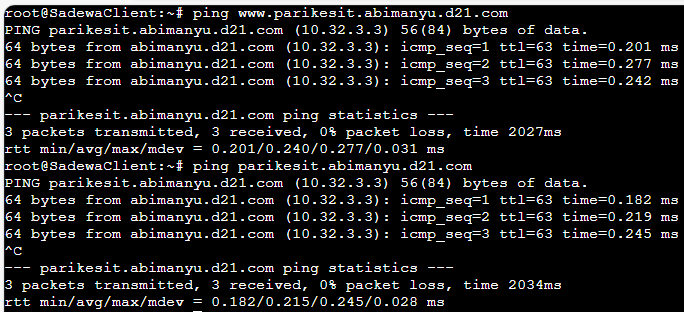 root@SadewaClient:~# ping www.parikesit.abimanyu.d21.com
PING parikesit.abimanyu.d21.com (10.32.3.3) 56(84) bytes of data.
64 bytes from abimanyu.d21.com (10.32.3.3): icmp_seq=1 ttl=63 time=0.201 ms
64 bytes from abimanyu.d21.com (10.32.3.3): icmp_seq=2 ttl=63 time=0.277 ms
64 bytes from abimanyu.d21.com (10.32.3.3): icmp_seq=3 ttl=63 time=0.242 ms
^C
--- parikesit.abimanyu.d21.com ping statistics ---
3 packets transmitted, 3 received, 0% packet loss, time 2027ms
rtt min/avg/max/mdev = 0.201/0.240/0.277/0.031 ms
root@SadewaClient:~# ping parikesit.abimanyu.d21.com
PING parikesit.abimanyu.d21.com (10.32.3.3) 56(84) bytes of data.
64 bytes from abimanyu.d21.com (10.32.3.3): icmp_seq=1 ttl=63 time=0.182 ms
64 bytes from abimanyu.d21.com (10.32.3.3): icmp_seq=2 ttl=63 time=0.219 ms
64 bytes from abimanyu.d21.com (10.32.3.3): icmp_seq=3 ttl=63 time=0.245 ms
^C
--- parikesit.abimanyu.d21.com ping statistics ---
3 packets transmitted, 3 received, 0% packet loss, time 2034ms
rtt min/avg/max/mdev = 0.182/0.215/0.245/0.028 ms